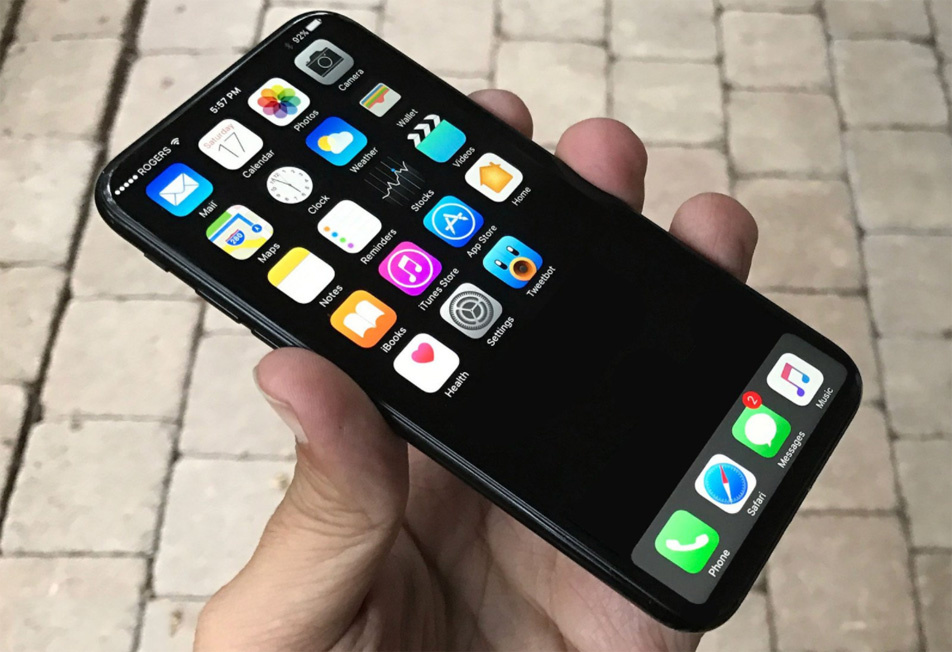 ROGERS 5:57 PM 92%
Saturday
17
Mail Calendar Photos Camera
280
Maps Clock Weather Wallet
Notes Reminders Stocks Videos
iBooks iTunes Store App Store Home
Health Settings Tweetbot
2
Phone Safari Messages Music